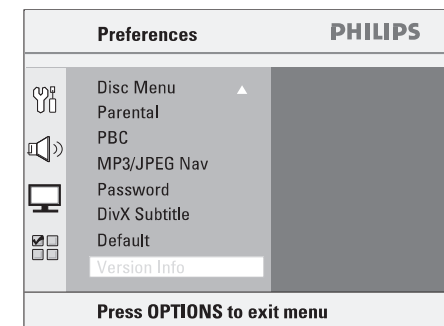 Preferences
PHILIPS
Disc Menu
Parental
PBC
MP3/JPEG Nav
Password
DivX Subtitle
Default
Version Info
Press OPTIONS to exit menu